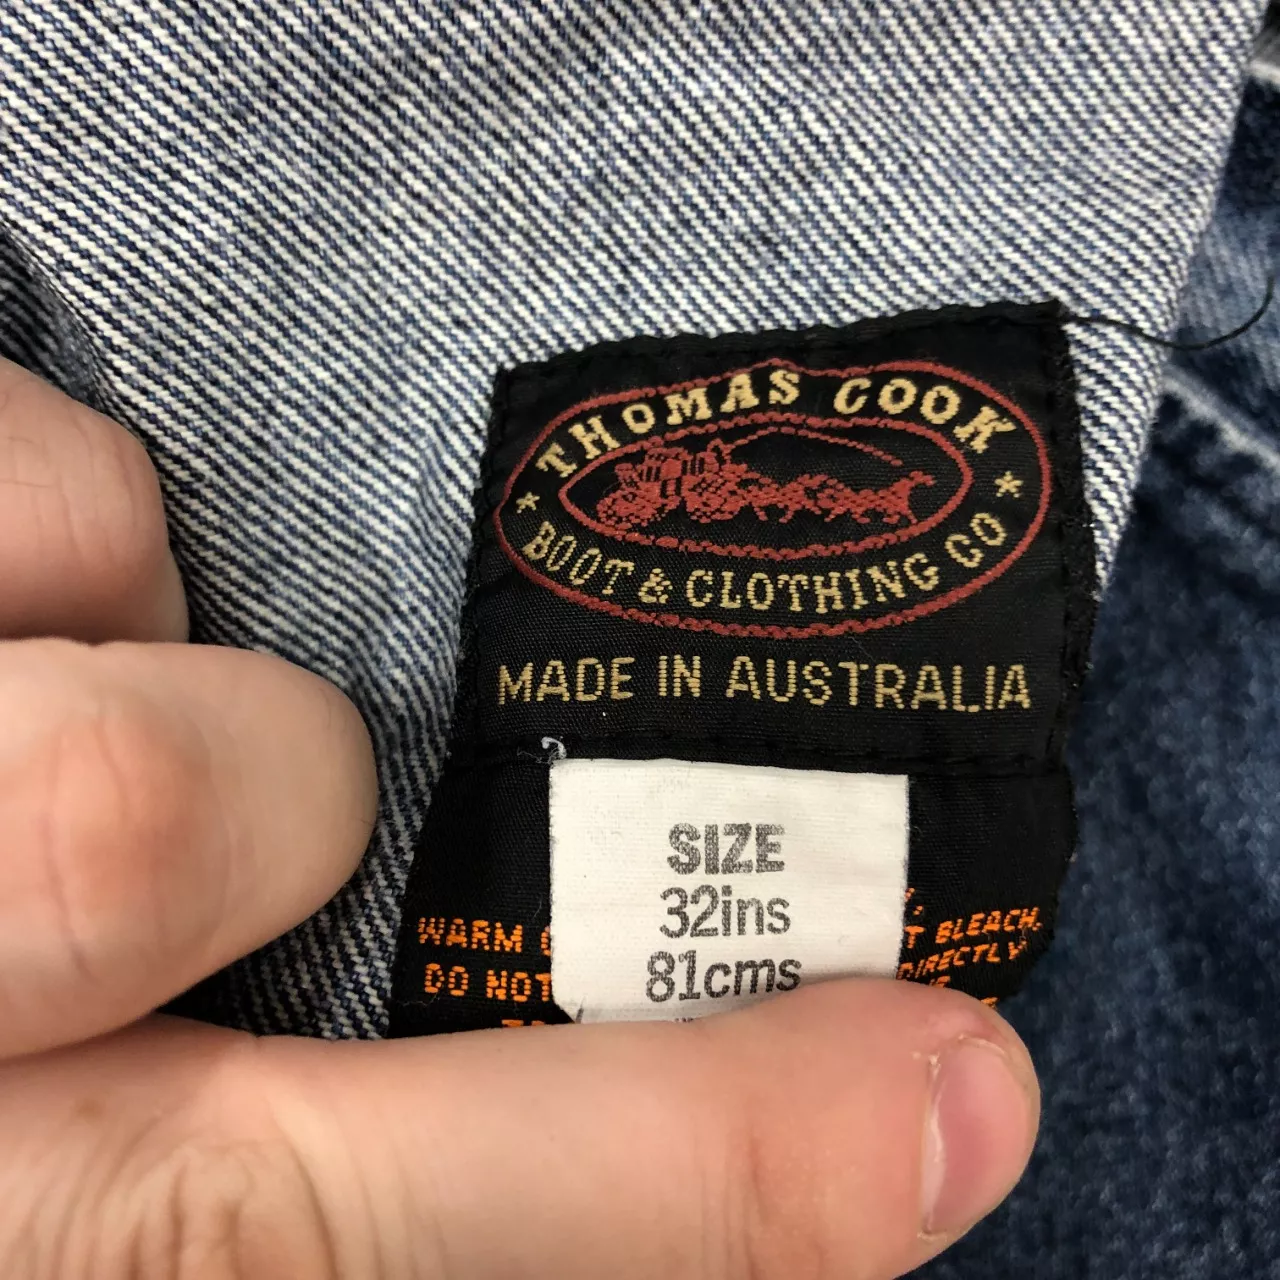 THOMAS COOK
BOOT & CLOTHING CO
MADE IN AUSTRALIA
SIZE
32ins
81cms
WARM
T BLEACH.
DO NOT
DIRECTLY